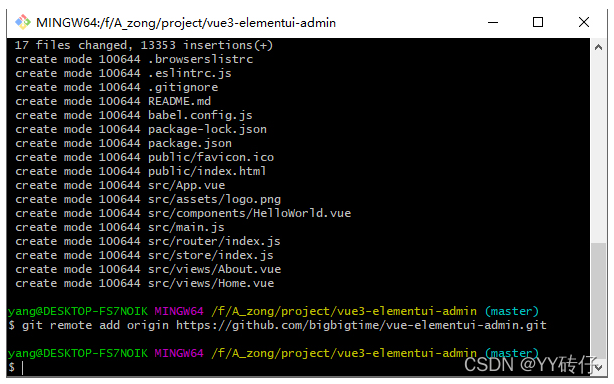 MINGW64:/f/A_zong/project/vue3-elementui-admin
17 files changed, 13353 insertions(+)
create mode 100644 .browserslistrc
create mode 100644 .eslintrc.js
create mode 100644 .gitignore
create mode 100644 README.md
create mode 100644 babel.config.js
create mode 100644 package-lock.json
create mode 100644 package.json
create mode 100644 public/favicon.ico
create mode 100644 public/index.html
create mode 100644 src/App.vue
create mode 100644 src/assets/logo.png
create mode 100644 src/components/HelloWorld.vue
create mode 100644 src/main.js
create mode 100644 src/router/index.js
create mode 100644 src/store/index.js
create mode 100644 src/views/About.vue
create mode 100644 src/views/Home.vue
yang@DESKTOP-FS7NOIK MINGW64 /f/A_zong/project/vue3-elementui-admin (master)
$ git remote add origin https://github.com/bigbigtime/vue-elementui-admin.git
yang@DESKTOP-FS7NOIK MINGW64 /f/A_zong/project/vue3-elementui-admin (master)
$
CSDN @YY砖仔